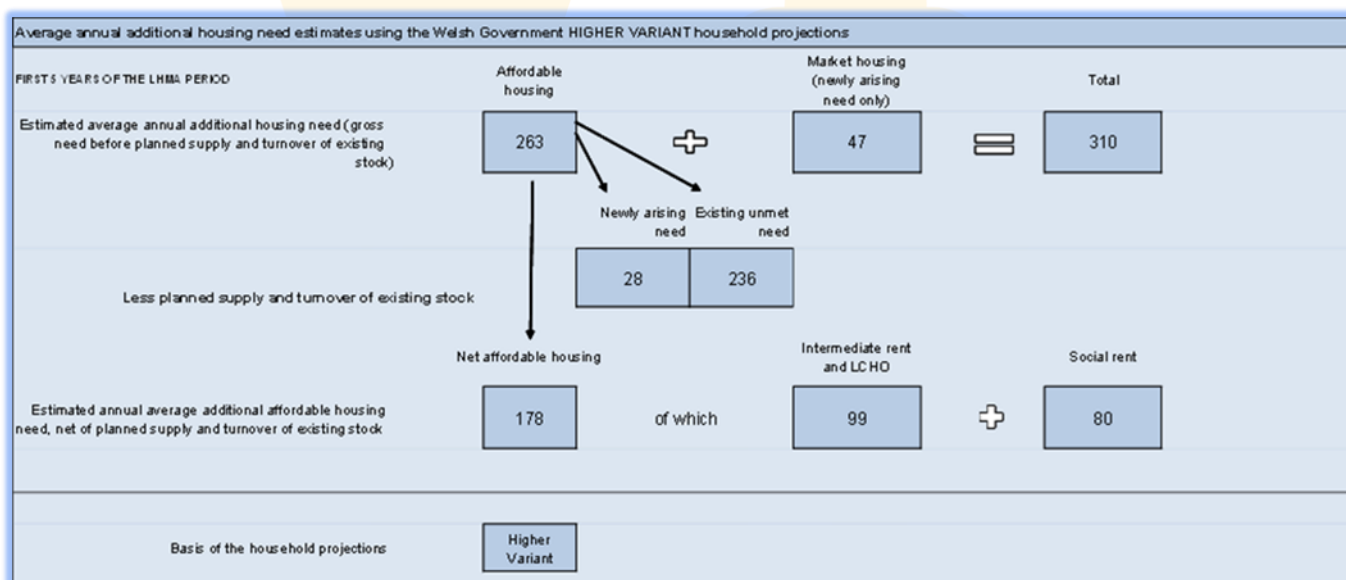 Average annual additional housing need estimates using the Welsh Government HIGHER VARIANT household projections
FIRST 5 YEARS OF THE LHMA PERIOD
Affordable
housing
Market housing
(newly arising
need only)
Total
Estimated average annual additional housing need (gross
need before planned supply and turnover of existing
stock)
263
47
310
Newly arising
need
Existing unmet
need
28
236
Less planned supply and turnover of existing stock
Net affordable housing
Intermediate rent
and LCHO
Social rent
Estimated annual average additional affordable housing
need, net of planned supply and turnover of existing stock
178
of which
99
80
Basis of the household projections
Higher
Variant